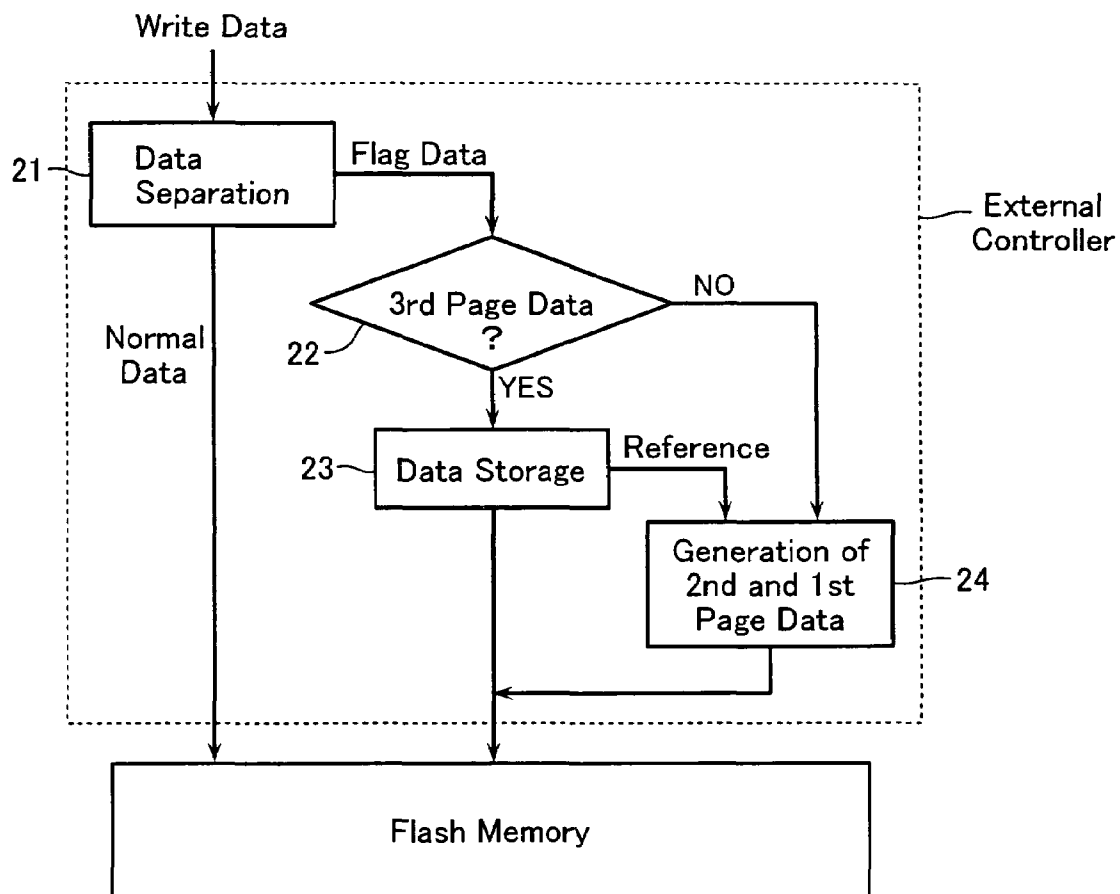 Write Data
21
Data
Separation
Flag Data
External
Controller
3rd Page Data
?
22
NO
YES
Normal
Data
23
Data Storage
Reference
Generation of
2nd and 1st
Page Data
24
Flash Memory